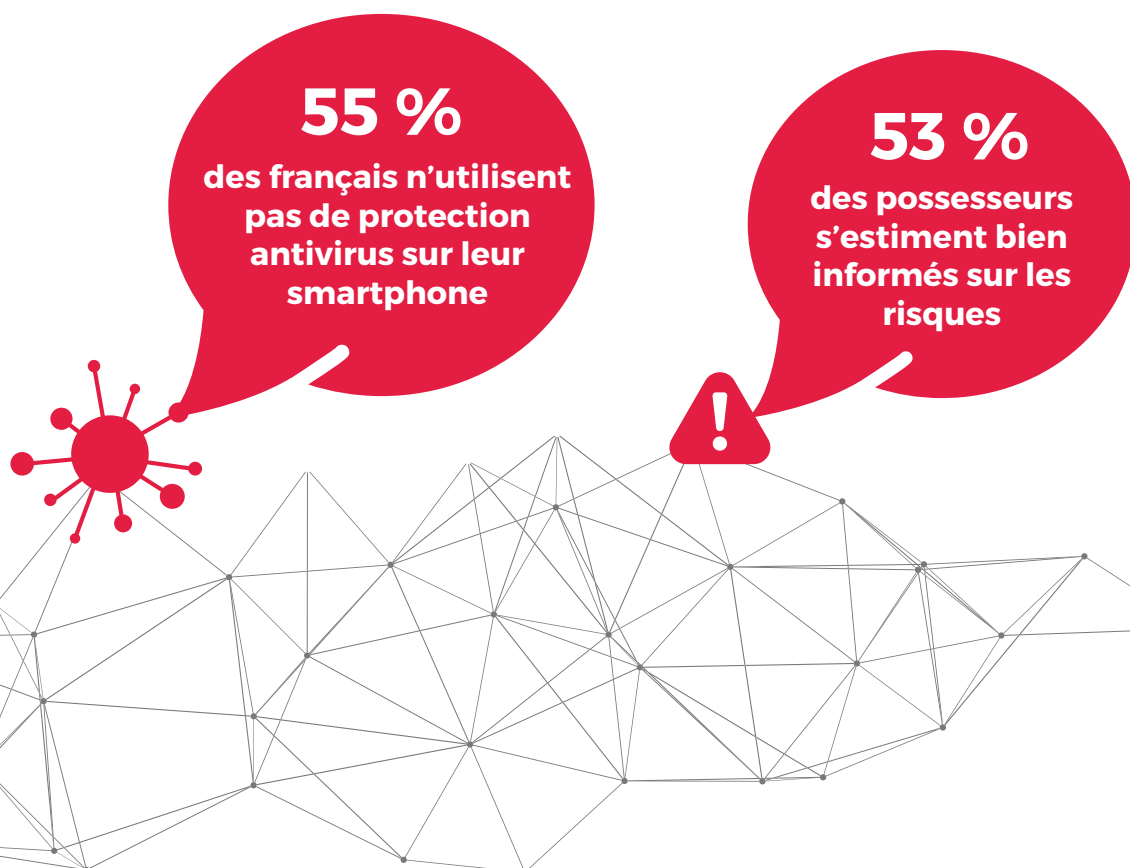 55 %
des français n’utilisent
pas de protection
antivirus sur leur
smartphone
53 %
des possesseurs
s’estiment bien
informés sur les
risques